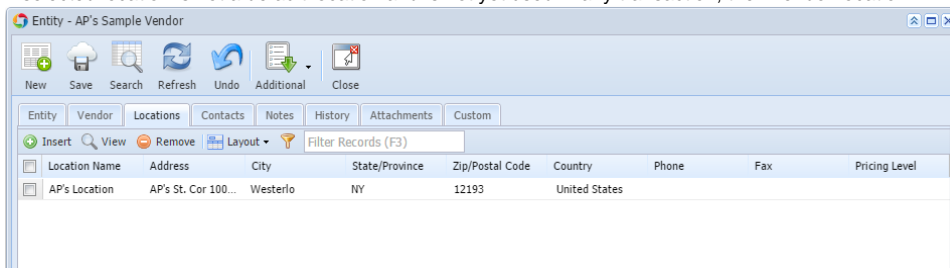 Entity - AP's Sample Vendor
New Save Search Refresh Undo Additional Close
Entity Vendor Locations Contacts Notes History Attachments Custom
Insert View Remove Layout Filter Records (F3)
Location Name Address City State/Province Zip/Postal Code Country Phone Fax Pricing Level
AP's Location AP's St. Cor 100... Westerlo NY 12193 United States